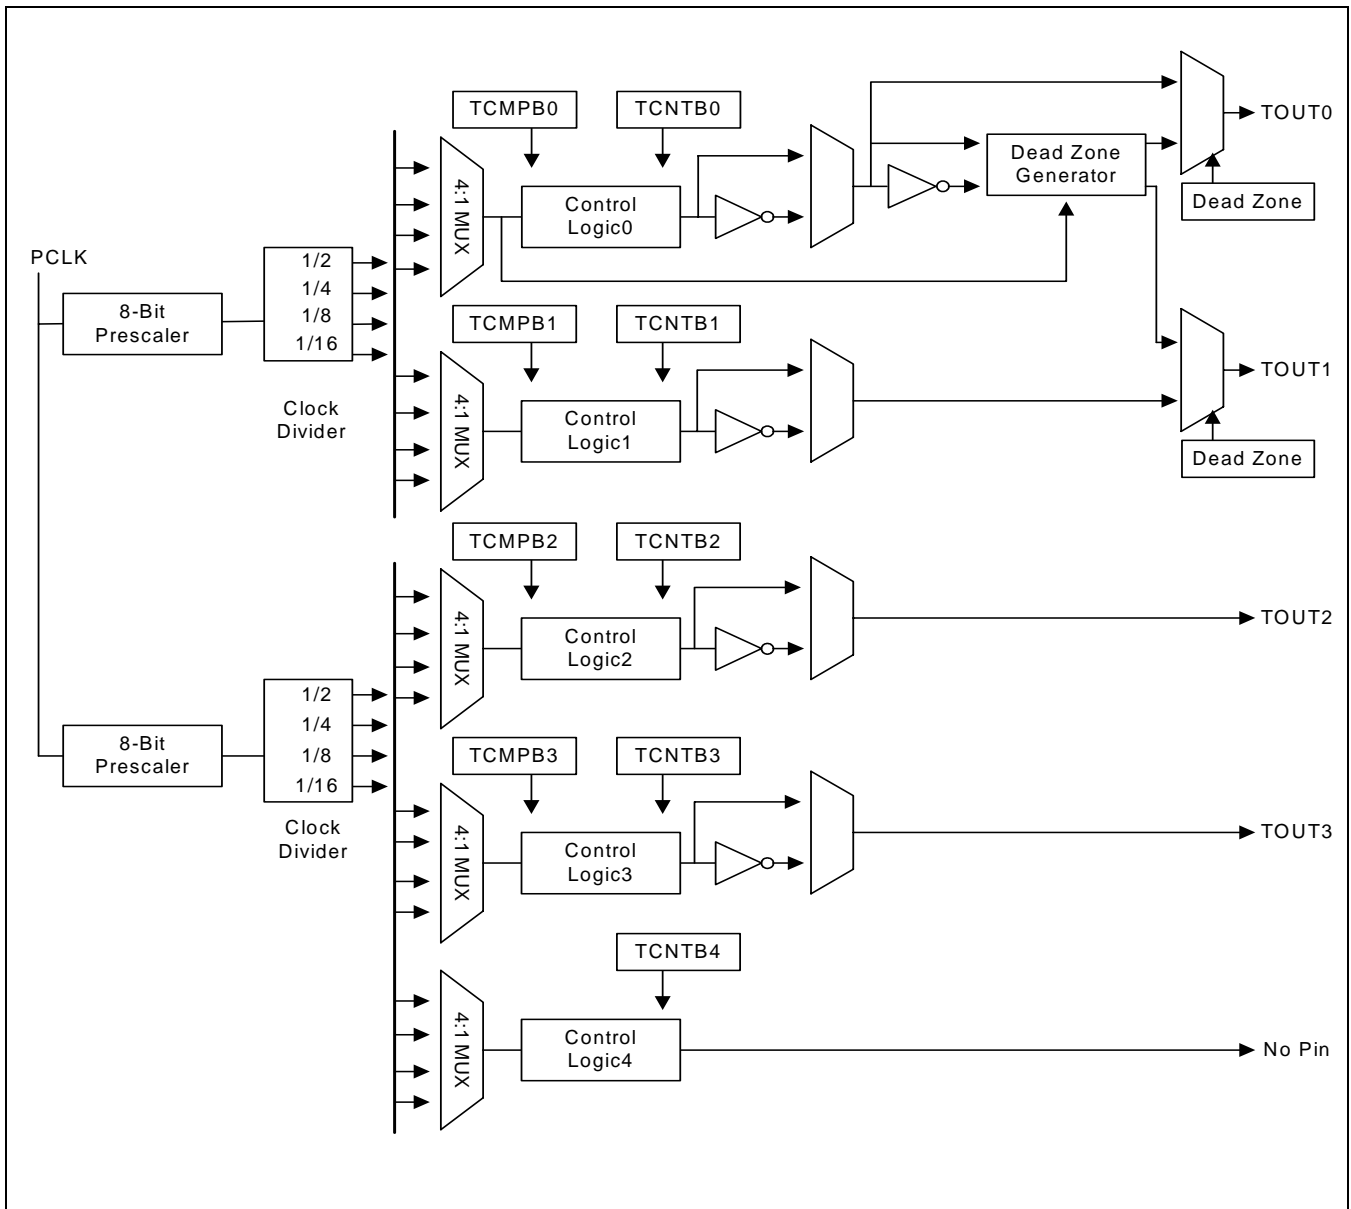 TCMPB0
TCNTB0
TOUT0
Dead Zone
Generator
4:1 MUX
Control
Logic0
Dead Zone
PCLK
1/2
1/4
1/8
1/16
8-Bit
Prescaler
TCMPB1
TCNTB1
TOUT1
Clock
Divider
4:1 MUX
Control
Logic1
Dead Zone
TCMPB2
TCNTB2
4:1 MUX
Control
Logic2
TOUT2
1/2
1/4
1/8
1/16
8-Bit
Prescaler
TCMPB3
TCNTB3
Clock
Divider
4:1 MUX
Control
Logic3
TOUT3
TCNTB4
4:1 MUX
Control
Logic4
No Pin